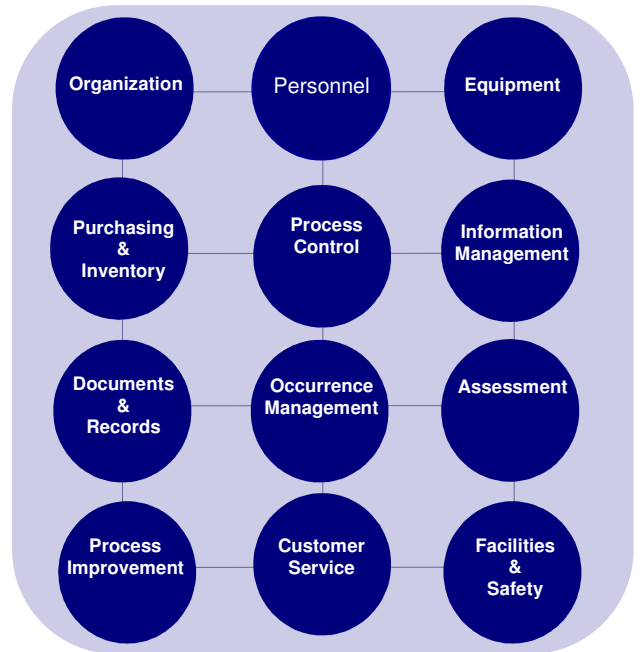 Organization
Personnel
Equipment
Purchasing
&
Inventory
Process
Control
Information
Management
Documents
&
Records
Occurrence
Management
Assessment
Process
Improvement
Customer
Service
Facilities
&
Safety